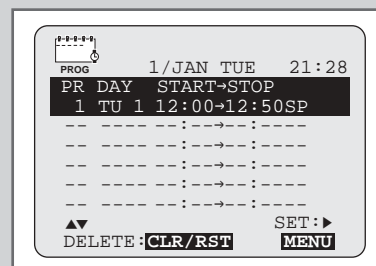 PROG 1/JAN TUE 21:28
PR DAY START→STOP
1 TU 1 12:00→12:50SP
-- ---- --:--→--:----
-- ---- --:--→--:----
-- ---- --:--→--:----
-- ---- --:--→--:----
-- ---- --:--→--:----
▲▼ SET:▶
DELETE:CLR/RST MENU